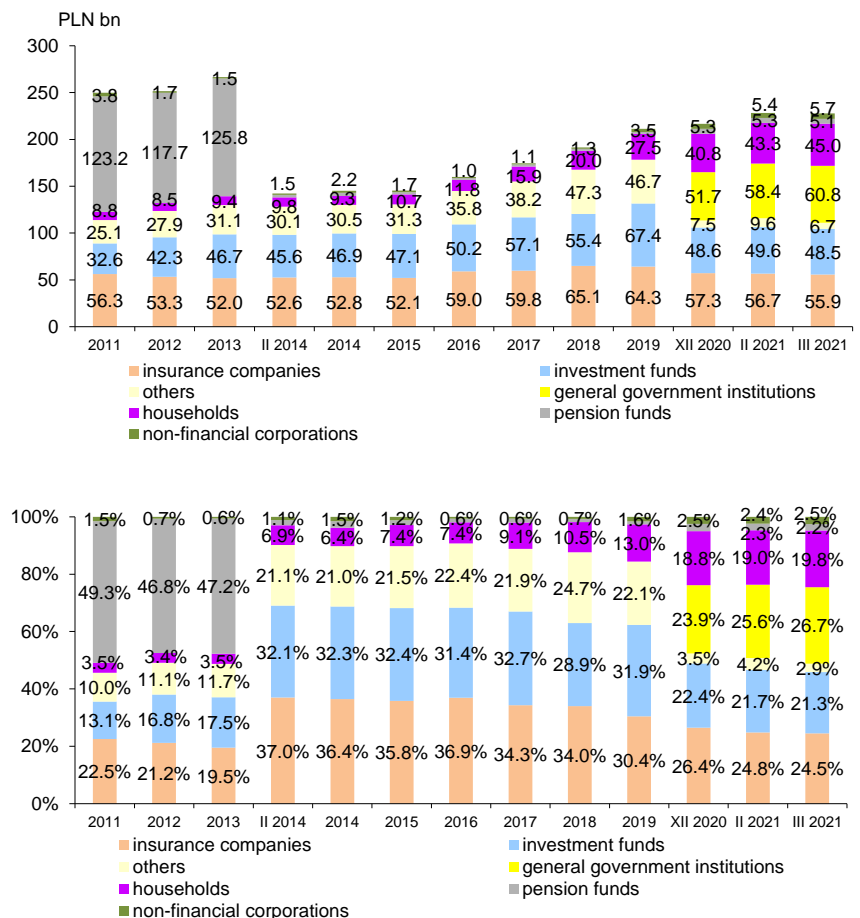 PLN bn
300
250
200
150
100
50
0
3.8 1.7 1.5
123.2 117.7 125.8
8.8 8.5 9.4
25.1 27.9 31.1
32.6 42.3 46.7
56.3 53.3 52.0
1.5 2.2 1.7 1.0 1.1 1.3 3.5
9.8 9.3 10.7 11.8 15.9 20.0 27.5
30.1 30.5 31.3 35.8 38.2 47.3 46.7
45.6 46.9 47.1 50.2 57.1 55.4 67.4
52.6 52.8 52.1 59.0 59.8 65.1 64.3
5.4 5.7
5.3 5.3 5.1
40.8 43.3 45.0
51.7 58.4 60.8
7.5 9.6 6.7
48.6 49.6 48.5
57.3 56.7 55.9
2011 2012 2013 II 2014 2014 2015 2016 2017 2018 2019 XII 2020 II 2021 III 2021
insurance companies investment funds
others general government institutions
households pension funds
non-financial corporations
100%
80%
60%
40%
20%
0%
1.5% 0.7% 0.6% 1.1% 1.5% 1.2% 0.6% 0.6% 0.7% 1.6% 2.5% 2.4% 2.5%
49.3% 46.8% 47.2%
3.5% 3.4% 3.5%
10.0% 11.1% 11.7%
13.1% 16.8% 17.5%
22.5% 21.2% 19.5%
6.9% 6.4% 7.4% 7.4% 9.1% 10.5% 13.0%
21.1% 21.0% 21.5% 22.4% 21.9% 24.7% 22.1%
32.1% 32.3% 32.4% 31.4% 32.7% 28.9% 31.9%
37.0% 36.4% 35.8% 36.9% 34.3% 34.0% 30.4%
2.3% 2.2%
18.8% 19.0% 19.8%
23.9% 25.6% 26.7%
3.5% 4.2% 2.9%
22.4% 21.7% 21.3%
26.4% 24.8% 24.5%
2011 2012 2013 II 2014 2014 2015 2016 2017 2018 2019 XII 2020 II 2021 III 2021
insurance companies investment funds
others general government institutions
households pension funds
non-financial corporations